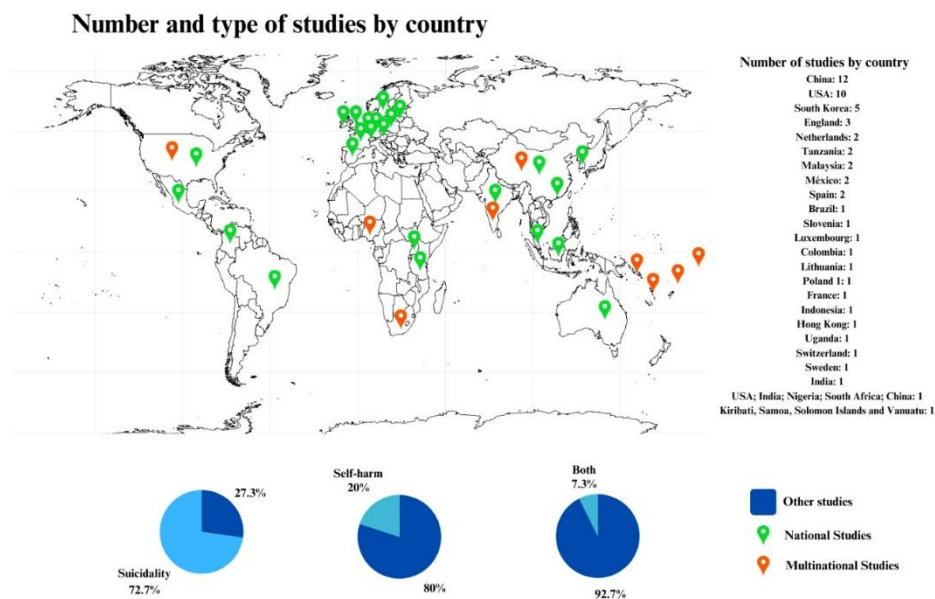 Number and type of studies by country
Number of studies by country
China: 12
USA: 10
South Korea: 5
England: 3
Netherlands: 2
Tanzania: 2
Malaysia: 2
México: 2
Spain: 2
Brazil: 1
Slovenia: 1
Luxembourg: 1
Colombia: 1
Lithuania: 1
Poland 1: 1
France: 1
Indonesia: 1
Hong Kong: 1
Uganda: 1
Switzerland: 1
Sweden: 1
India: 1
USA; India; Nigeria; South Africa; China: 1
Kiribati, Samoa, Solomon Islands and Vanuatu: 1
27.3%
Suicidality
72.7%
Self-harm
20%
80%
Both
7.3%
92.7%
Other studies
National Studies
Multinational Studies